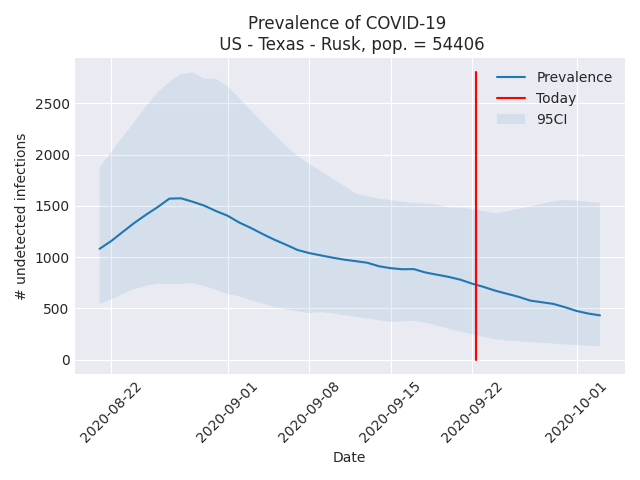 Prevalence of COVID-19
US - Texas - Rusk, pop. = 54406
Prevalence
Today
95CI
# undetected infections
2500
2000
1500
1000
500
0
2020-08-22
2020-09-01
2020-09-08
2020-09-15
2020-09-22
2020-10-01
Date